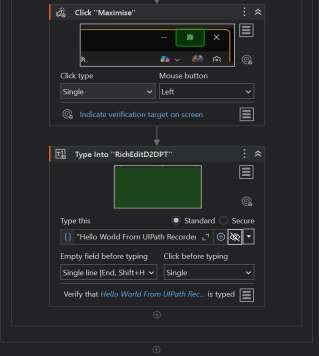 Click "Maximise"
Click type
Mouse button
Single
Left
Indicate verification target on screen
Type Into "RichEditD2DPT"
Type this
Standard
Secure
"Hello World From UIPath Recorder
Empty field before typing
Click before typing
Single line [End, Shift+H
Single
Verify that Hello World From UIPath Rec... is typed